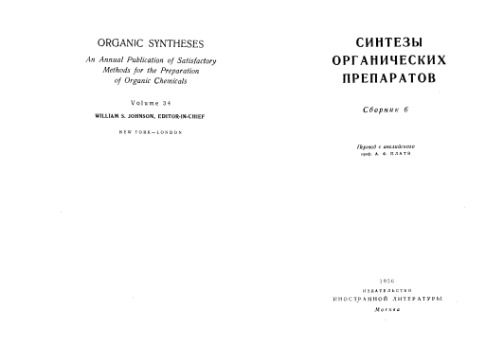 ORGANIC SYNTHESES
An Annual Publication of Satisfactory
Methods for the Preparation
of Organic Chemicals
Volume 34
WILLIAM S. JOHNSON, EDITOR-IN-CHIEF
NEW YORK—LONDON
СИНТЕЗЫ
ОРГАНИЧЕСКИХ
ПРЕПАРАТОВ
Сборник 6
Перевод с английского
проф. А. Ф. ПЛАТЭ
1956
ИЗДАТЕЛЬСТВО
ИНОСТРАННОЙ ЛИТЕРАТУРЫ
Москва